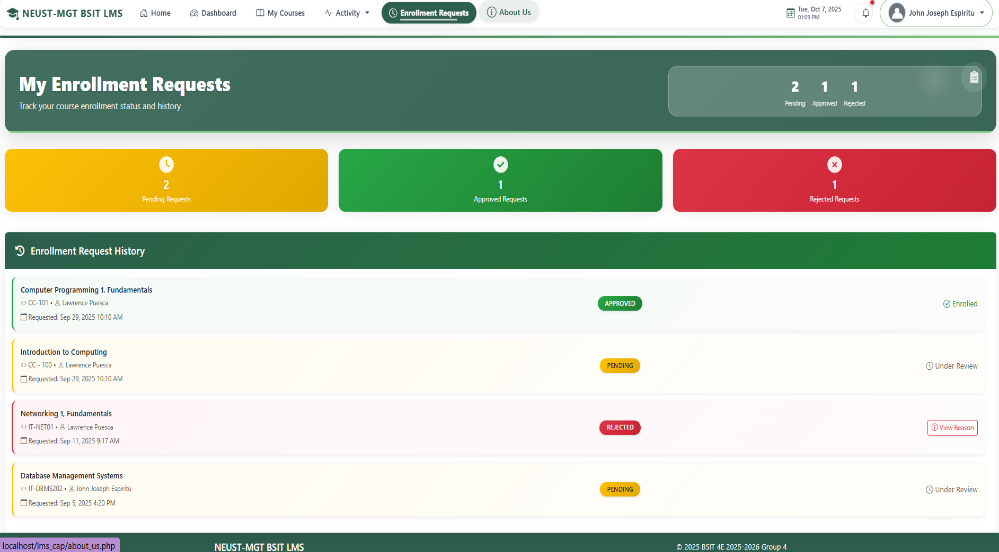 NEUST-MGT BSIT LMS
Home
Dashboard
My Courses
Activity
Enrollment Requests
About Us
Tue, Oct 7, 2025
01:09 PM
John Joseph Espiritu
My Enrollment Requests
Track your course enrollment status and history
2 1 1
Pending Approved Rejected
2
Pending Requests
1
Approved Requests
1
Rejected Requests
Enrollment Request History
Computer Programming 1, Fundamentals
CC-101 • Lawrence Puesca
Requested: Sep 29, 2025 10:10 AM
APPROVED
Enrolled
Introduction to Computing
CC - 100 • Lawrence Puesca
Requested: Sep 29, 2025 10:10 AM
PENDING
Under Review
Networking 1, Fundamentals
IT-NET01 • Lawrence Puesca
Requested: Sep 11, 2025 9:17 AM
REJECTED
View Reason
Database Management Systems
IT-DBMS202 • John Joseph Espiritu
Requested: Sep 5, 2025 4:20 PM
PENDING
Under Review
localhost/lms_cap/about_us.php
NEUST-MGT BSIT LMS
© 2025 BSIT 4E 2025-2026 Group 4